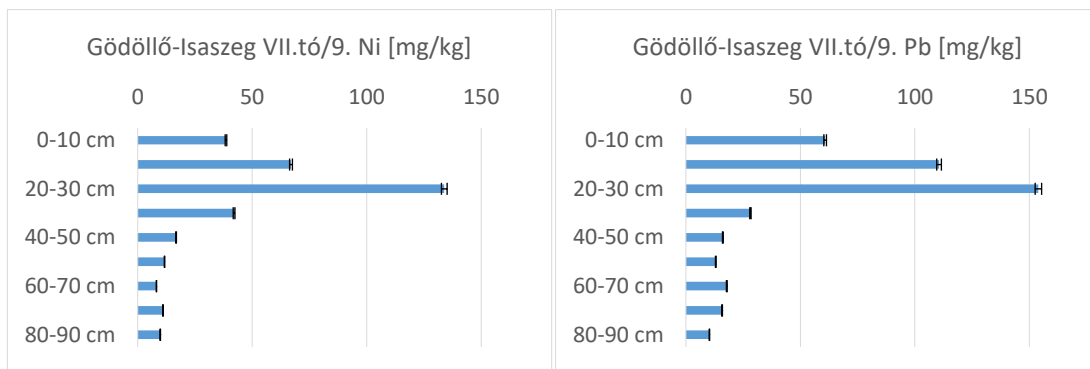 Gödöllő-Isaszeg VII.tó/9. Ni [mg/kg]
0 50 100 150
0-10 cm
20-30 cm
40-50 cm
60-70 cm
80-90 cm
Gödöllő-Isaszeg VII.tó/9. Pb [mg/kg]
0 50 100 150
0-10 cm
20-30 cm
40-50 cm
60-70 cm
80-90 cm